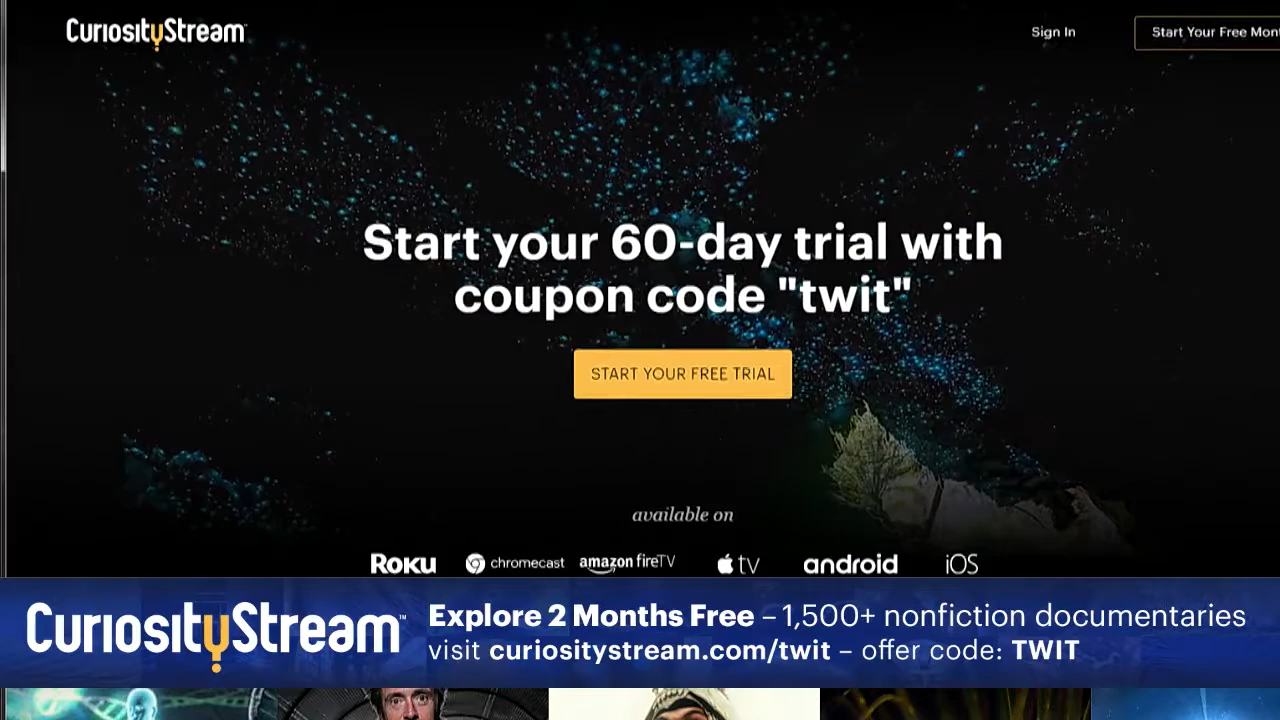 CuriosityStream
Sign In
Start Your Free Mon
Start your 60-day trial with
coupon code "twit"
START YOUR FREE TRIAL
available on
ROKU chromecast amazon fireTV tv android iOS
CuriosityStream™ Explore 2 Months Free – 1,500+ nonfiction documentaries
visit curiositystream.com/twit – offer code: TWIT